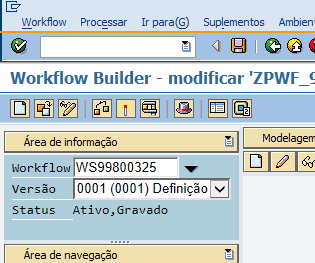 Workflow Processar Ir para(G) Suplementos Ambien
Workflow Builder - modificar 'ZPWF_9
Área de informação
Modelagem
Workflow WS99800325
Versão 0001 (0001) Definição
Status Ativo,Gravado
Área de navegação